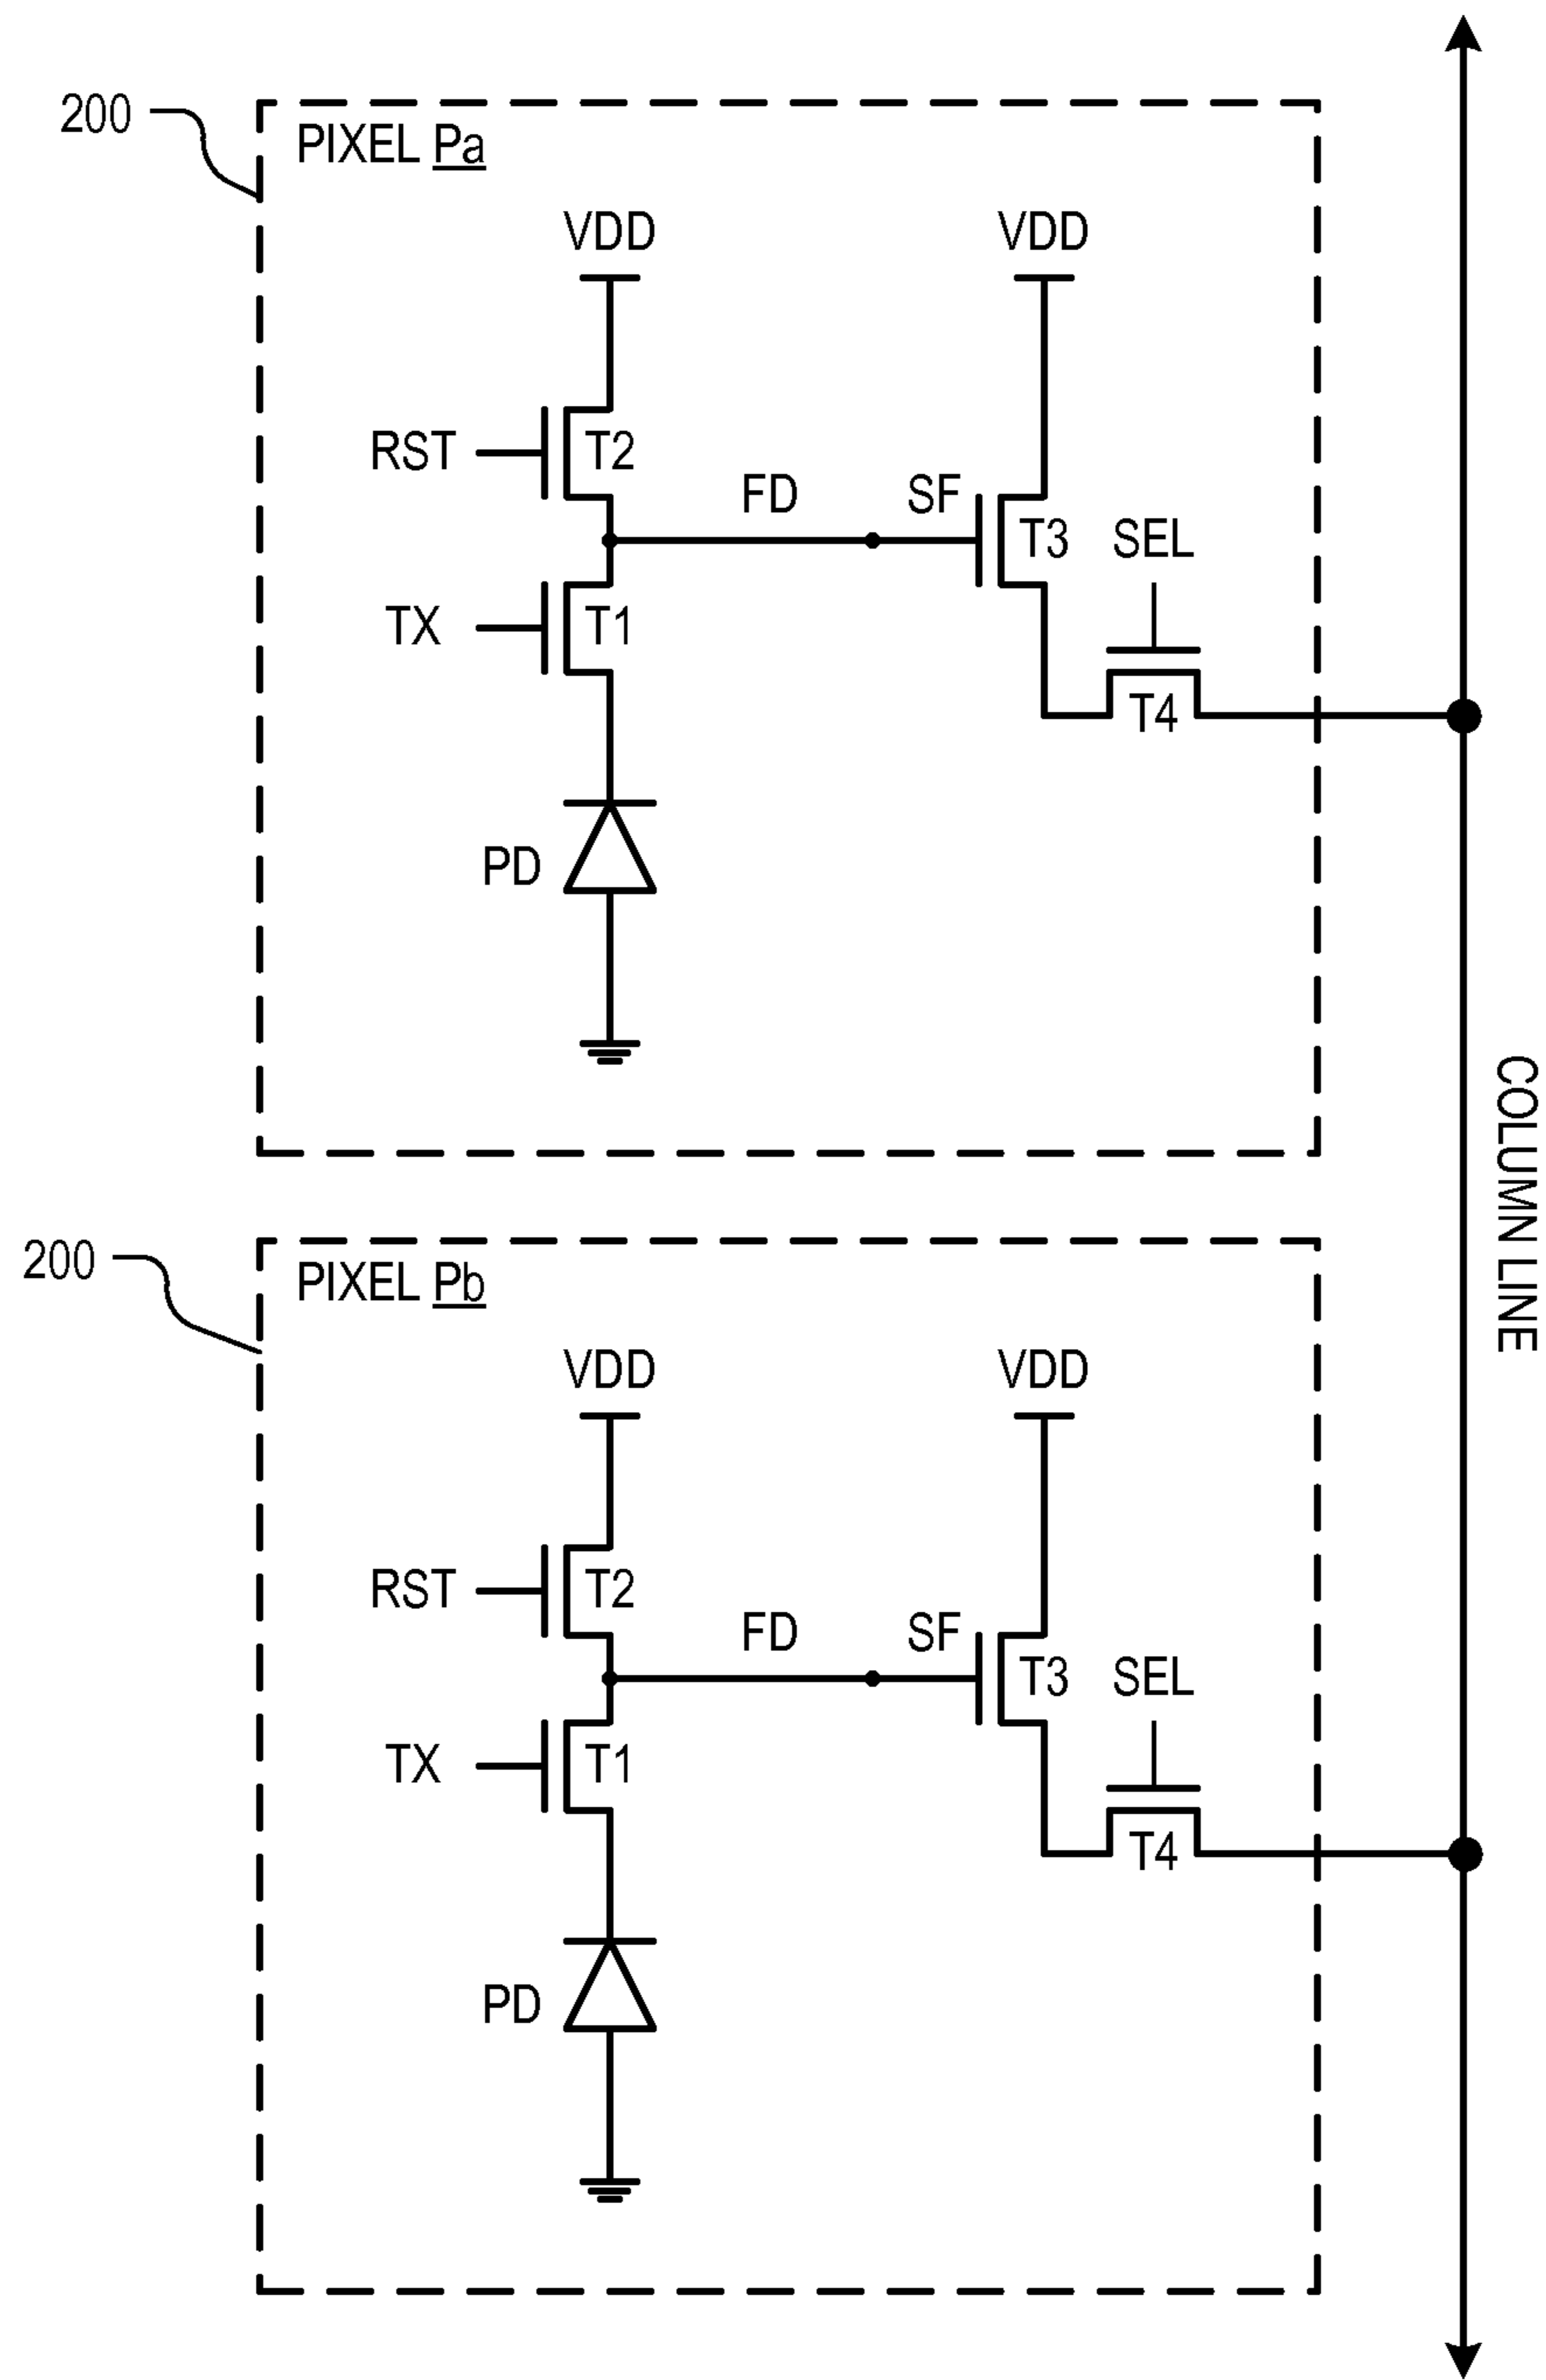 200
PIXEL Pa
VDD
VDD
RST
T2
FD
SF
T3
SEL
TX
T1
T4
PD
COLUMN LINE
200
PIXEL Pb
VDD
VDD
RST
T2
FD
SF
T3
SEL
TX
T1
T4
PD